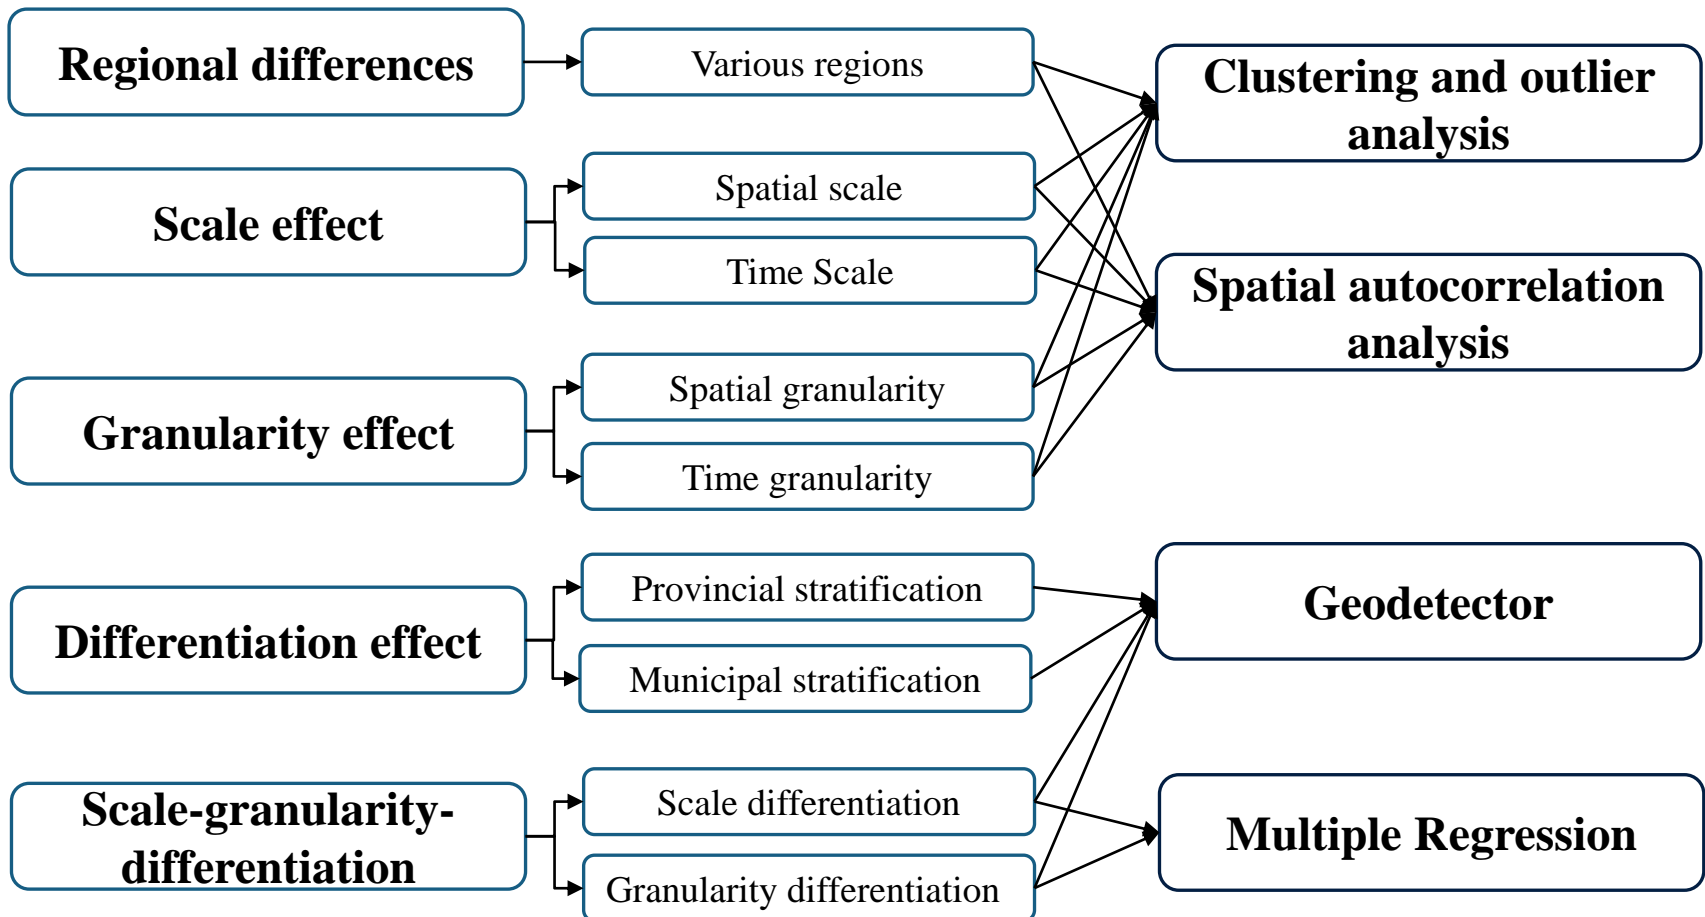 Regional differences
Various regions
Clustering and outlier
analysis
Scale effect
Spatial scale
Time Scale
Spatial autocorrelation
analysis
Granularity effect
Spatial granularity
Time granularity
Differentiation effect
Provincial stratification
Municipal stratification
Geodetector
Scale-granularity-
differentiation
Scale differentiation
Granularity differentiation
Multiple Regression